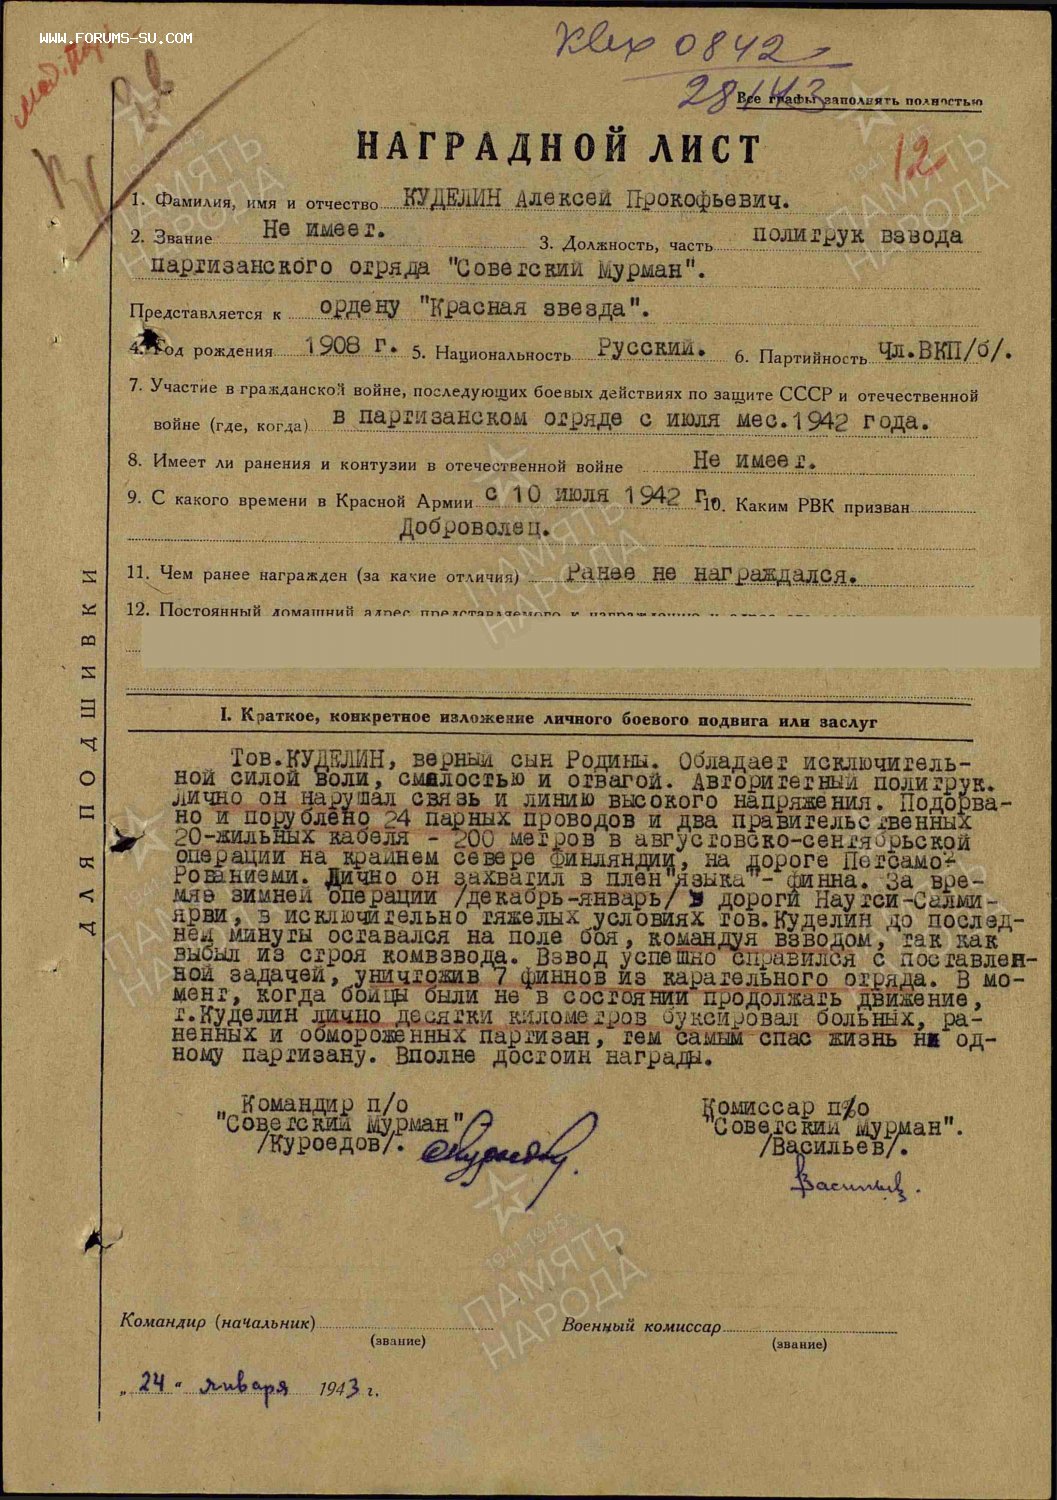 www.forums-su.com
Вх 0842
28/1 43
Все графы заполнять полностью
12
НАГРАДНОЙ ЛИСТ
1. Фамилия, имя и отчество КУДЕЛИН Алексей Прокофьевич.
2. Звание Не имеет. 3. Должность, часть политрук взвода
партизанского отряда "Советский Мурман".
Представляется к ордену "Красная звезда".
4. Год рождения 1908 г. 5. Национальность Русский. 6. Партийность Чл.ВКП/б/.
7. Участие в гражданской войне, последующих боевых действиях по защите СССР и отечественной
войне (где, когда) в партизанском отряде с июля мес.1942 года.
8. Имеет ли ранения и контузии в отечественной войне Не имеет.
9. С какого времени в Красной Армии с 10 июля 1942 г. 10. Каким РВК призван
Доброволец.
11. Чем ранее награжден (за какие отличия) Ранее не награждался.
12. Постоянный домашний адрес представляемого к награждению и адрес его
ДЛЯ ПОДШИВКИ
I. Краткое, конкретное изложение личного боевого подвига или заслуг
Тов.КУДЕЛИН, верный сын Родины. Обладает исключитель-
ной силой воли, смелостью и отвагой. Авторитетный политрук.
Лично он нарушал связь и линию высокого напряжения. Подорва-
но и порублено 24 парных проводов и два правительственных
20-жильных кабеля - 200 метров в августовско-сентябрьской
операции на крайнем севере Финляндии, на дороге Петсамо-
Рованиеми. Лично он захватил в плен "языка"- финна. За вре-
мя зимней операции /декабрь-январь/ у дороги Наутси-Салми-
ярви, в исключительно тяжелых условиях тов.Куделин до послед-
ней минуты оставался на поле боя, командуя взводом, так как
выбыл из строя комвзвода. Взвод успешно справился с поставлен-
ной задачей, уничтожив 7 финнов из карательного отряда. В мо-
мент, когда бойцы были не в состоянии продолжать движение,
т.Куделин лично десятки километров буксировал больных, ра-
ненных и обмороженных партизан, тем самым спас жизнь ни од-
ному партизану. Вполне достоин награды.
Командир п/о Комиссар п/о
"Советский Мурман" "Советский Мурман".
/Куроедов/. /Васильев/.
Васильев.
Командир (начальник) Военный комиссар
(звание) (звание)
„24“ января 1943 г.
1941-1945
ПАМЯТЬ
НАРОДА